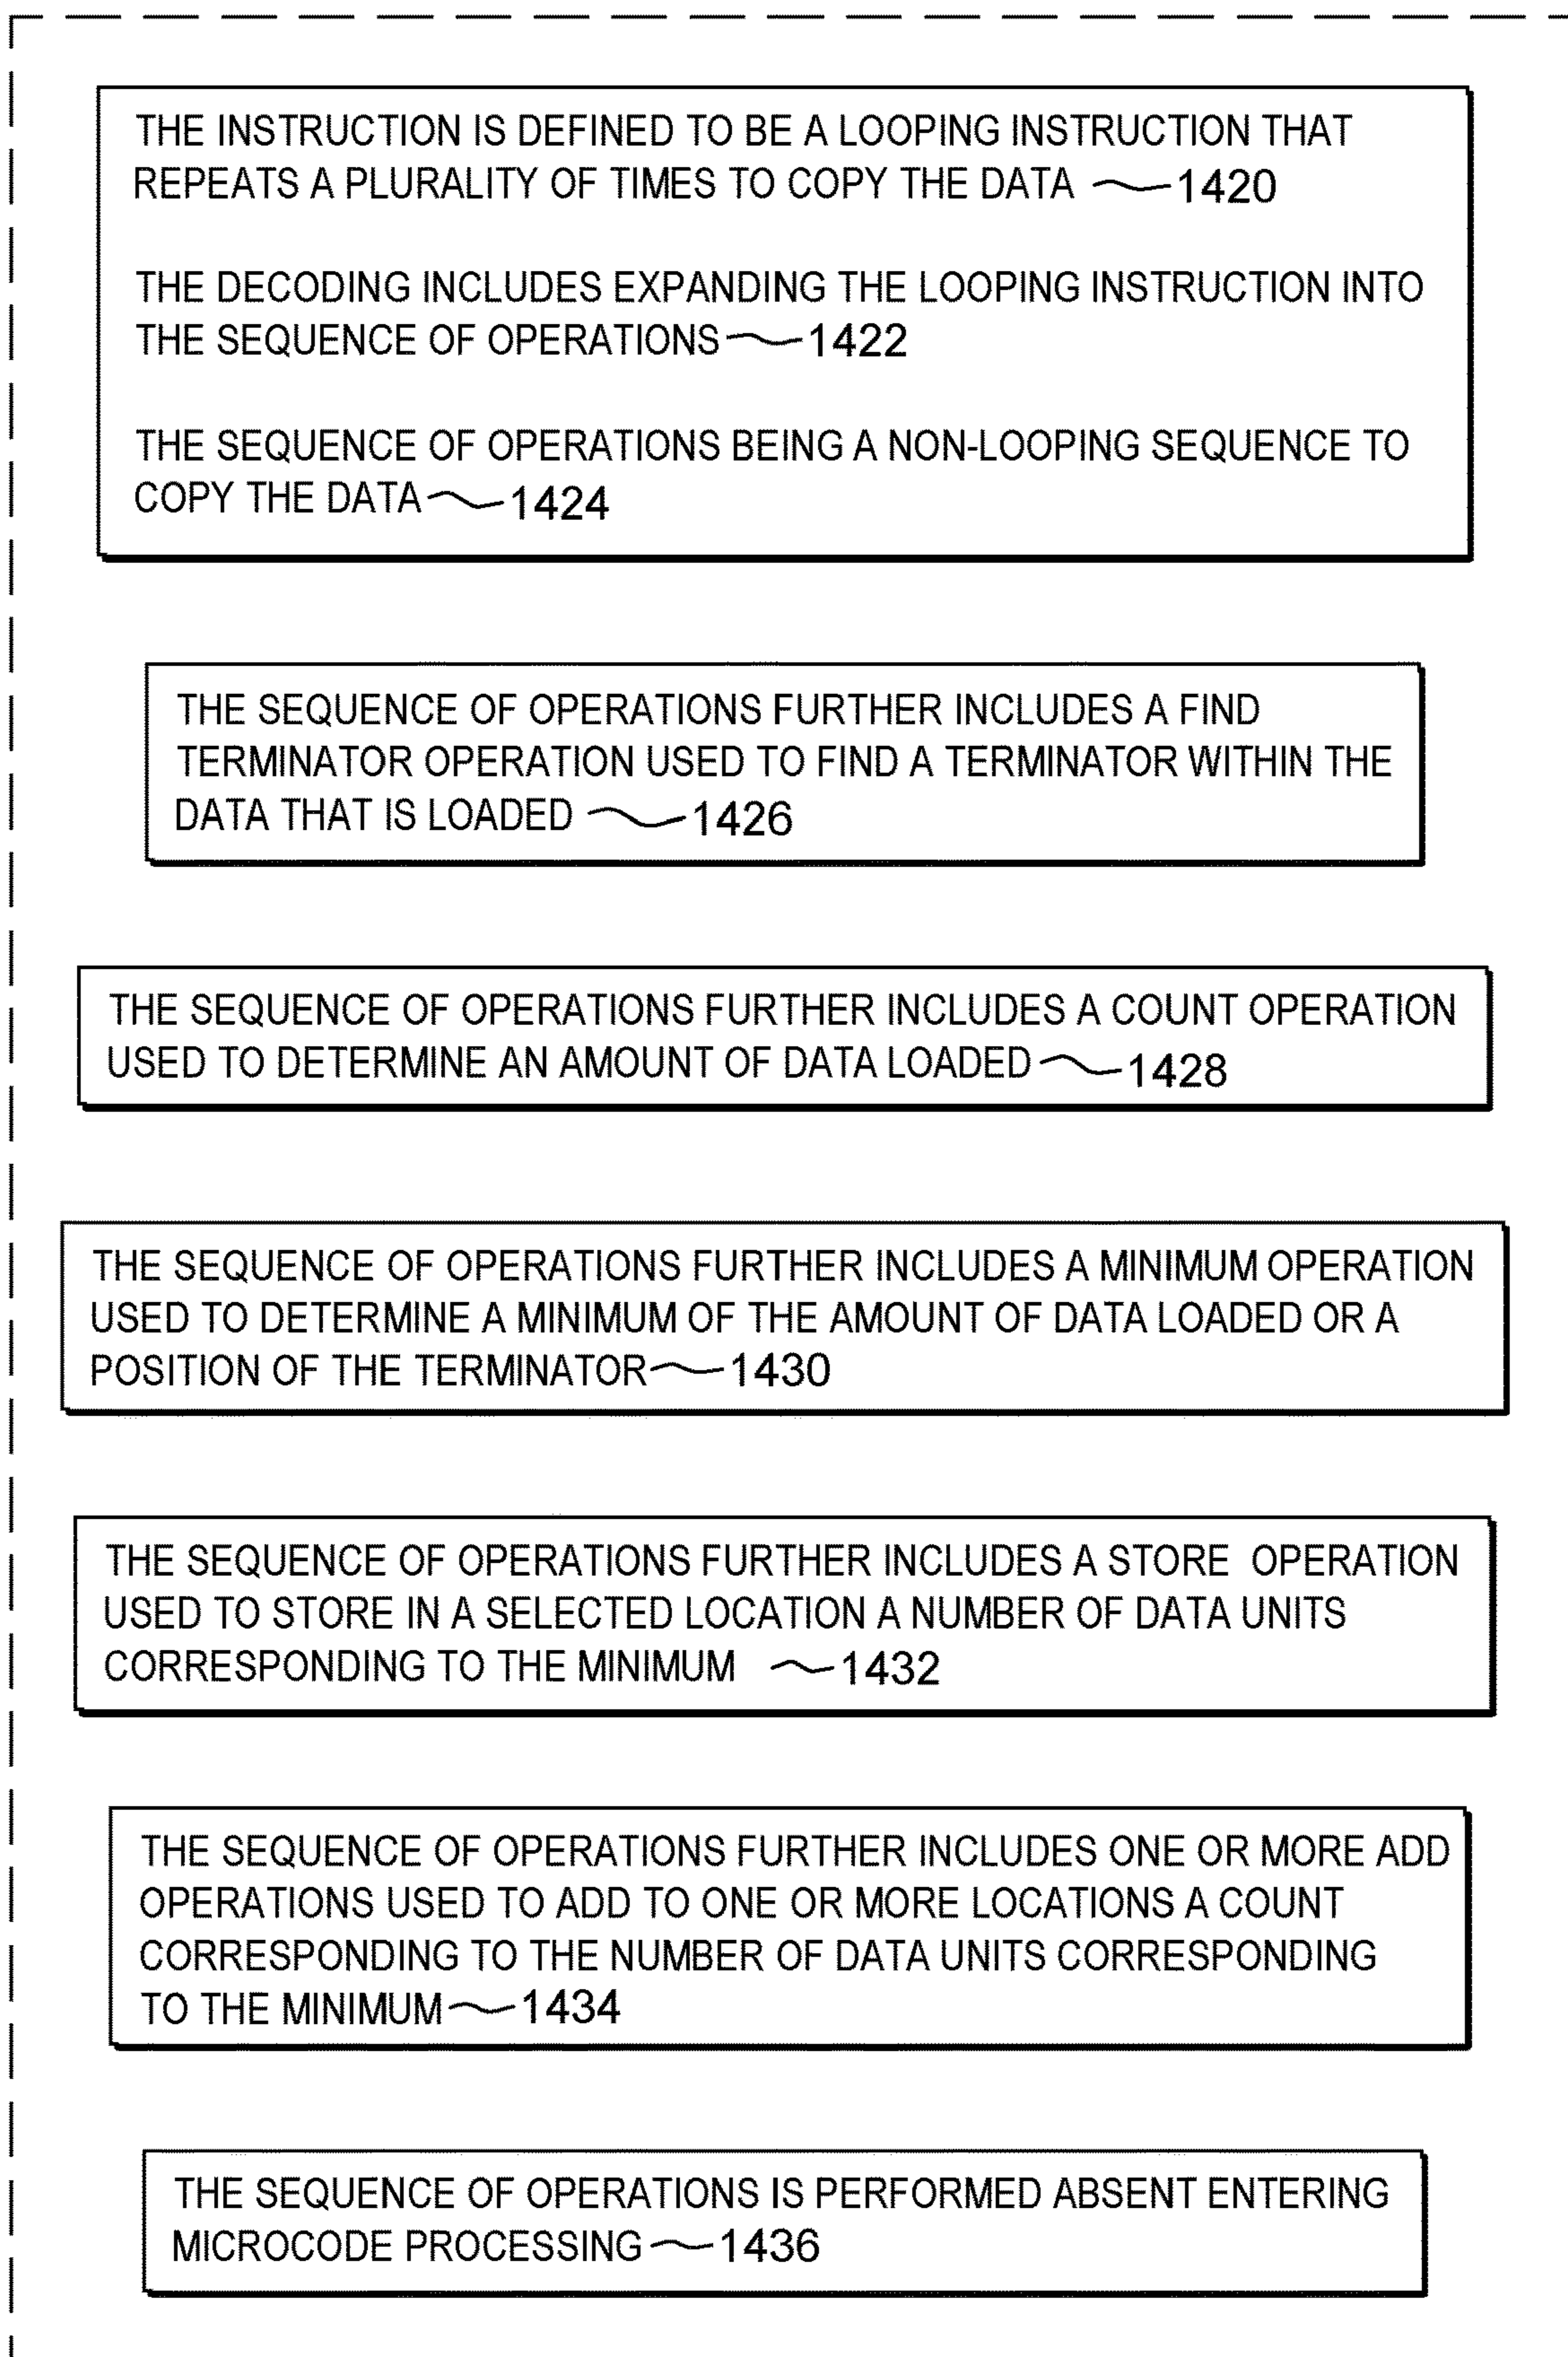 THE INSTRUCTION IS DEFINED TO BE A LOOPING INSTRUCTION THAT
REPEATS A PLURALITY OF TIMES TO COPY THE DATA 1420
THE DECODING INCLUDES EXPANDING THE LOOPING INSTRUCTION INTO
THE SEQUENCE OF OPERATIONS 1422
THE SEQUENCE OF OPERATIONS BEING A NON-LOOPING SEQUENCE TO
COPY THE DATA 1424
THE SEQUENCE OF OPERATIONS FURTHER INCLUDES A FIND
TERMINATOR OPERATION USED TO FIND A TERMINATOR WITHIN THE
DATA THAT IS LOADED 1426
THE SEQUENCE OF OPERATIONS FURTHER INCLUDES A COUNT OPERATION
USED TO DETERMINE AN AMOUNT OF DATA LOADED 1428
THE SEQUENCE OF OPERATIONS FURTHER INCLUDES A MINIMUM OPERATION
USED TO DETERMINE A MINIMUM OF THE AMOUNT OF DATA LOADED OR A
POSITION OF THE TERMINATOR 1430
THE SEQUENCE OF OPERATIONS FURTHER INCLUDES A STORE OPERATION
USED TO STORE IN A SELECTED LOCATION A NUMBER OF DATA UNITS
CORRESPONDING TO THE MINIMUM 1432
THE SEQUENCE OF OPERATIONS FURTHER INCLUDES ONE OR MORE ADD
OPERATIONS USED TO ADD TO ONE OR MORE LOCATIONS A COUNT
CORRESPONDING TO THE NUMBER OF DATA UNITS CORRESPONDING
TO THE MINIMUM 1434
THE SEQUENCE OF OPERATIONS IS PERFORMED ABSENT ENTERING
MICROCODE PROCESSING 1436